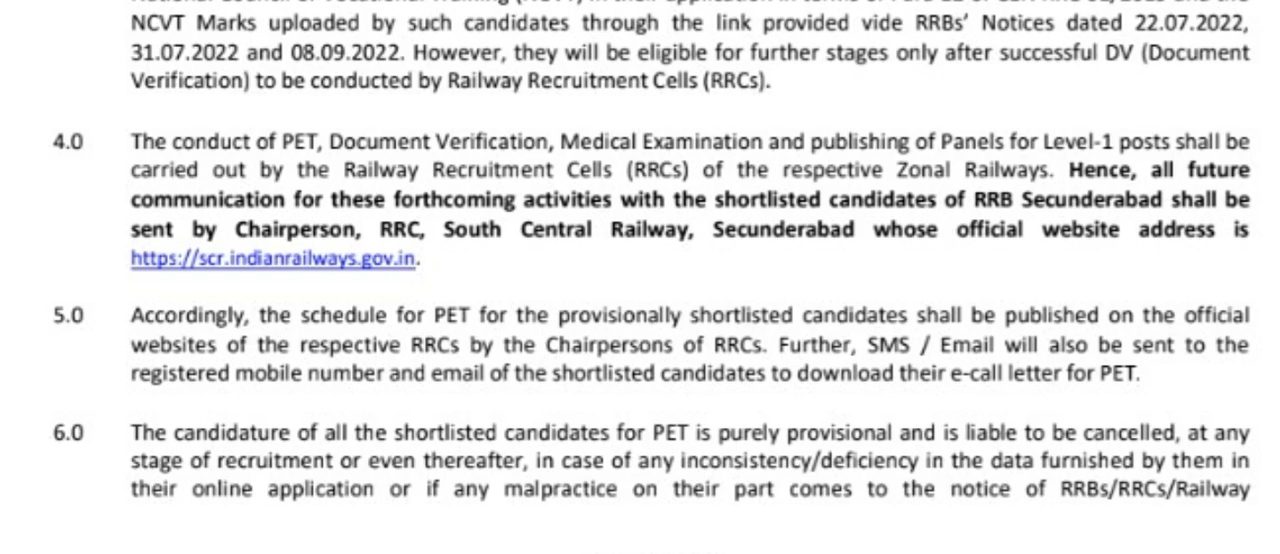 NCVT Marks uploaded by such candidates through the link provided vide RRBs' Notices dated 22.07.2022,
31.07.2022 and 08.09.2022. However, they will be eligible for further stages only after successful DV (Document
Verification) to be conducted by Railway Recruitment Cells (RRCs).
4.0 The conduct of PET, Document Verification, Medical Examination and publishing of Panels for Level-1 posts shall be
carried out by the Railway Recruitment Cells (RRCs) of the respective Zonal Railways. Hence, all future
communication for these forthcoming activities with the shortlisted candidates of RRB Secunderabad shall be
sent by Chairperson, RRC, South Central Railway, Secunderabad whose official website address is
https://scr.indianrailways.gov.in.
5.0 Accordingly, the schedule for PET for the provisionally shortlisted candidates shall be published on the official
websites of the respective RRCs by the Chairpersons of RRCs. Further, SMS / Email will also be sent to the
registered mobile number and email of the shortlisted candidates to download their e-call letter for PET.
6.0 The candidature of all the shortlisted candidates for PET is purely provisional and is liable to be cancelled, at any
stage of recruitment or even thereafter, in case of any inconsistency/deficiency in the data furnished by them in
their online application or if any malpractice on their part comes to the notice of RRBs/RRCs/Railway